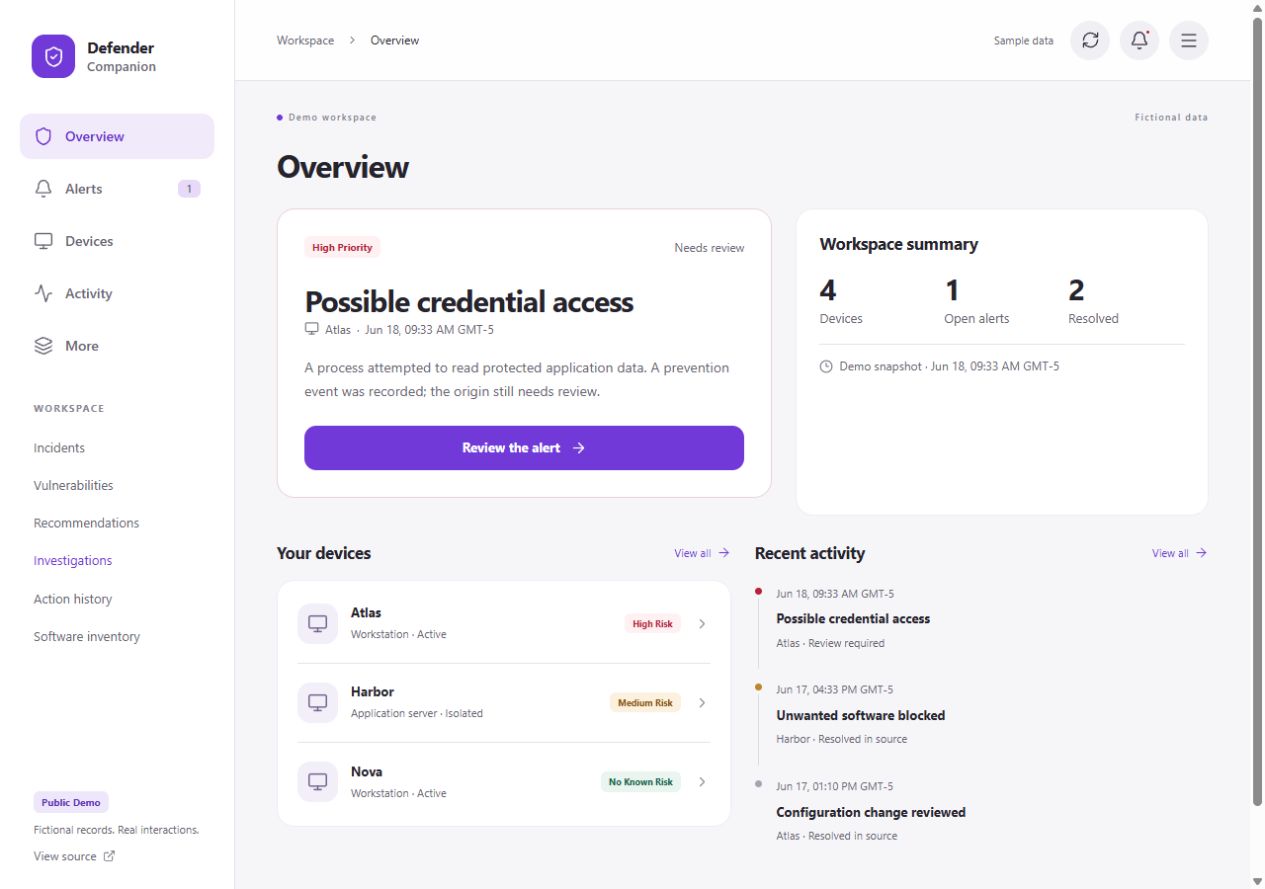 Defender
Companion
Overview
Alerts 1
Devices
Activity
More
WORKSPACE
Incidents
Vulnerabilities
Recommendations
Investigations
Action history
Software inventory
Public Demo
Fictional records. Real interactions.
View source
Workspace > Overview
Sample data
Demo workspace
Fictional data
Overview
High Priority
Needs review
Possible credential access
Atlas · Jun 18, 09:33 AM GMT-5
A process attempted to read protected application data. A prevention
event was recorded; the origin still needs review.
Review the alert →
Workspace summary
4 1 2
Devices Open alerts Resolved
Demo snapshot · Jun 18, 09:33 AM GMT-5
Your devices
View all →
Atlas
Workstation · Active
High Risk
Harbor
Application server · Isolated
Medium Risk
Nova
Workstation · Active
No Known Risk
Recent activity
View all →
Jun 18, 09:33 AM GMT-5
Possible credential access
Atlas · Review required
Jun 17, 04:33 PM GMT-5
Unwanted software blocked
Harbor · Resolved in source
Jun 17, 01:10 PM GMT-5
Configuration change reviewed
Atlas · Resolved in source